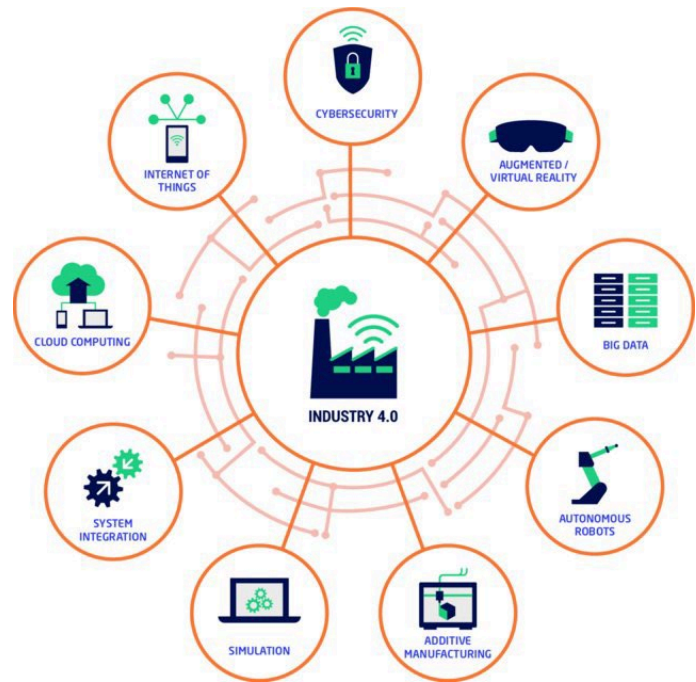 CYBERSECURITY
AUGMENTED /
VIRTUAL REALITY
BIG DATA
AUTONOMOUS
ROBOTS
ADDITIVE
MANUFACTURING
SIMULATION
SYSTEM
INTEGRATION
CLOUD COMPUTING
INTERNET OF
THINGS
INDUSTRY 4.0